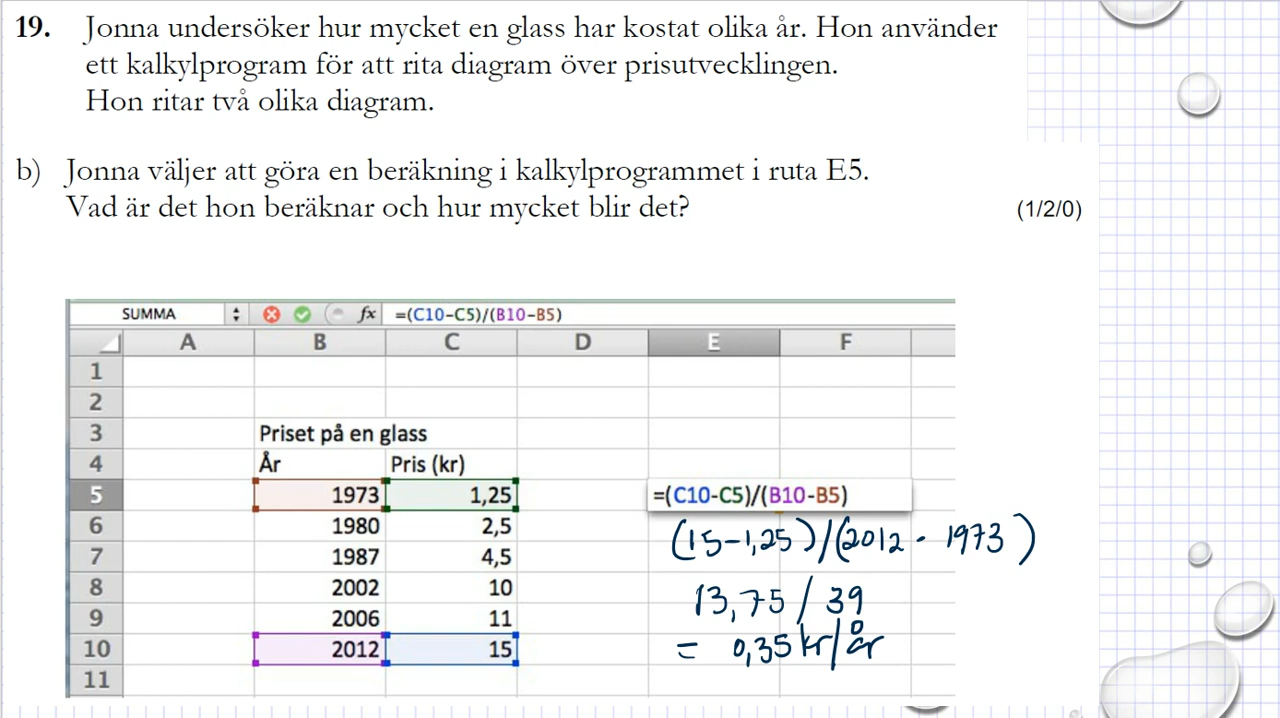 19. Jonna undersöker hur mycket en glass har kostat olika år. Hon använder
ett kalkylprogram för att rita diagram över prisutvecklingen.
Hon ritar två olika diagram.
b) Jonna väljer att göra en beräkning i kalkylprogrammet i ruta E5.
Vad är det hon beräknar och hur mycket blir det?
(1/2/0)
SUMMA fx =(C10-C5)/(B10-B5)
A B C D E F
1
2
3 Priset på en glass
4 År Pris (kr)
5 1973 1,25 =(C10-C5)/(B10-B5)
6 1980 2,5
(15-1,25)/(2012 - 1973)
7 1987 4,5
8 2002 10
13,75 / 39
9 2006 11
10 2012 15
= 0,35 kr/år
11